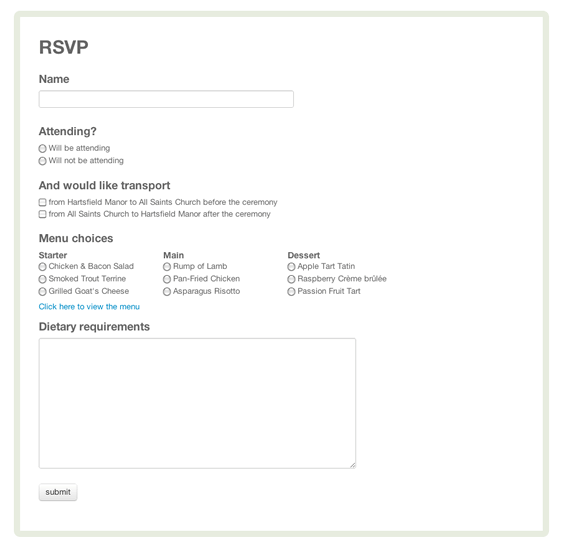 RSVP
Name
Attending?
Will be attending
Will not be attending
And would like transport
from Hartsfield Manor to All Saints Church before the ceremony
from All Saints Church to Hartsfield Manor after the ceremony
Menu choices
Starter Main Dessert
Chicken & Bacon Salad Rump of Lamb Apple Tart Tatin
Smoked Trout Terrine Pan-Fried Chicken Raspberry Crème brûlée
Grilled Goat's Cheese Asparagus Risotto Passion Fruit Tart
Click here to view the menu
Dietary requirements
submit